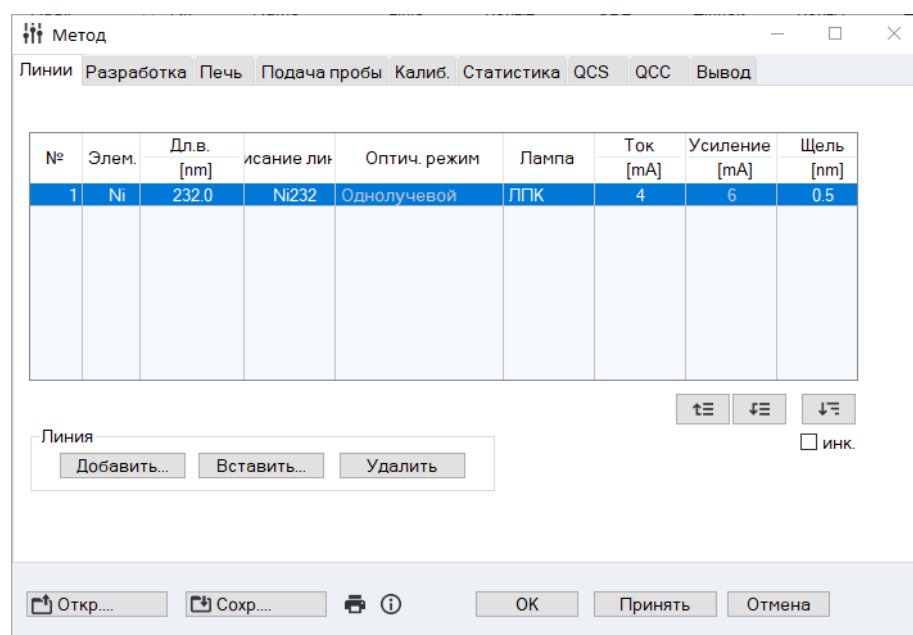 Метод
Линии Разработка Печь Подача пробы Калиб. Статистика QCS QCC Вывод
№ Элем. Дл.в. [nm] исание лин Оптич. режим Лампа Ток [mA] Усиление [mA] Щель [nm]
1 Ni 232.0 Ni232 Однолучевой ЛПК 4 6 0.5
инк.
Линия
Добавить... Вставить... Удалить
Откр.... Сохр.... OK Принять Отмена